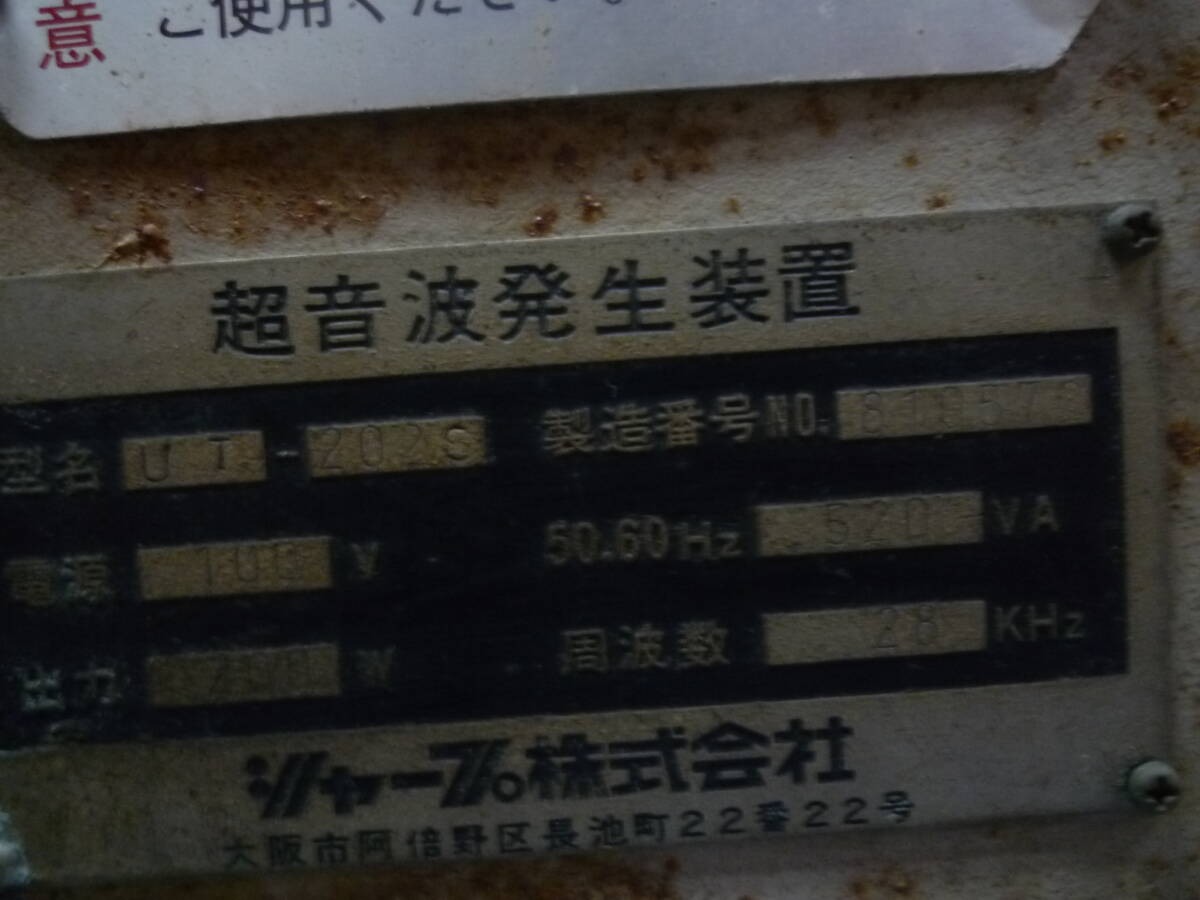 意 ご使用ください。
超音波発生装置
型名 UT-202S 製造番号NO.
電源 100 V 50.60Hz 520 VA
出力 200 W 周波数 28 KHz
シャープ株式会社
大阪市阿倍野区長池町22番22号